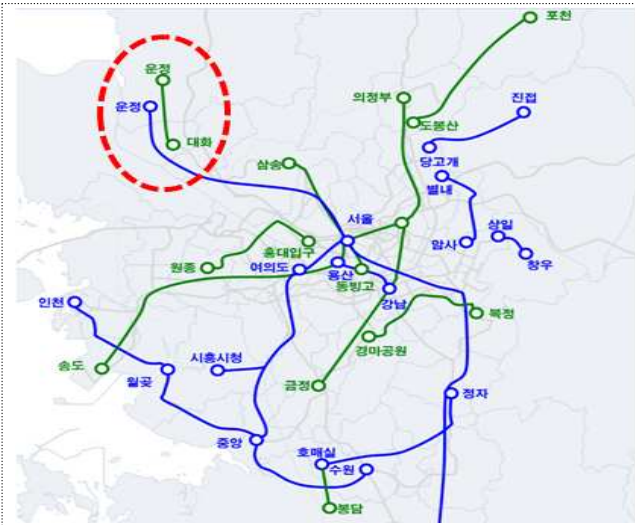 포천
운정
의정부
운정
진접
도봉산
대화
당고개
삼송
별내
서울
상일
홍대입구
암사
창우
원종
여의도
용산
동빙고
인천
강남
복정
경마공원
송도
월곶
시흥시청
금정
정자
중앙
호매실
수원
봉담